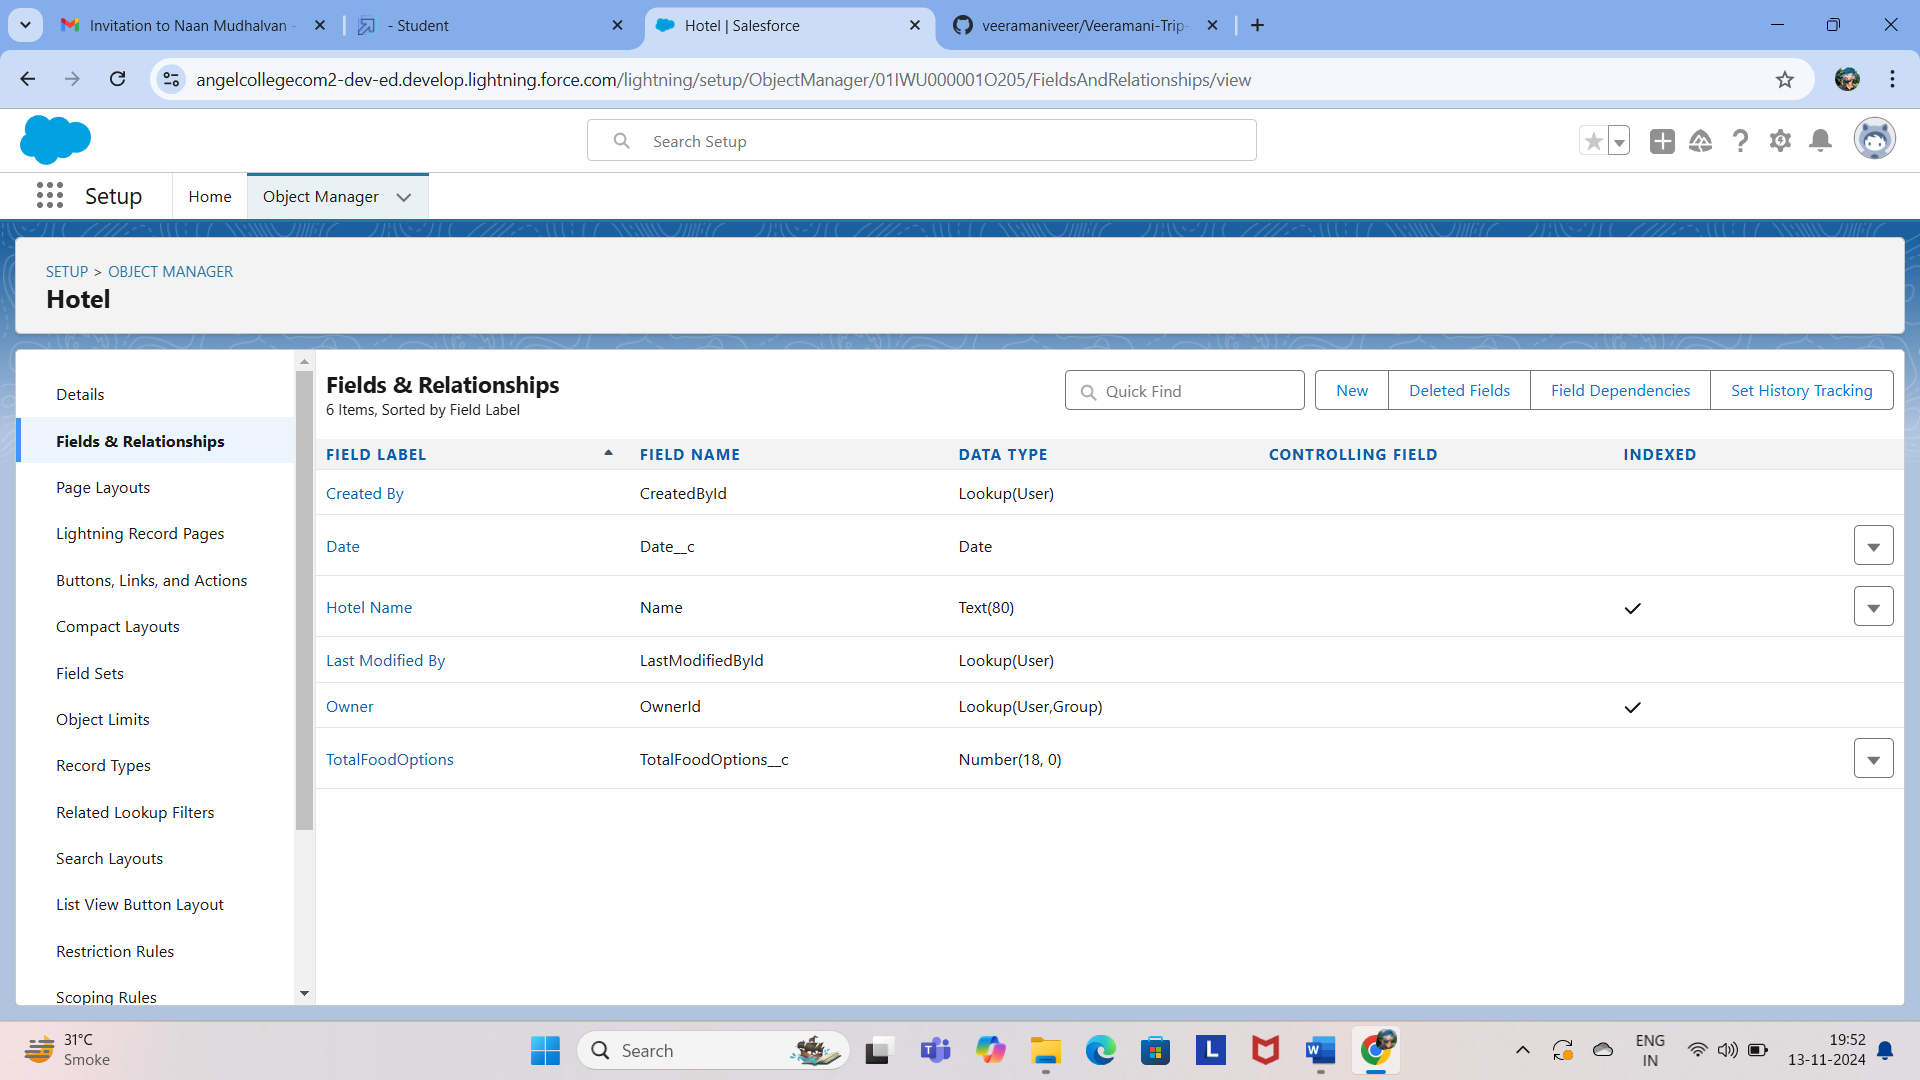 Invitation to Naan Mudhalvan -
- Student
Hotel | Salesforce
veeramaniveer/Veeramani-Trip-
angelcollegecom2-dev-ed.develop.lightning.force.com/lightning/setup/ObjectManager/01IWU000001O205/FieldsAndRelationships/view
Search Setup
Setup
Home
Object Manager
SETUP > OBJECT MANAGER
Hotel
Details
Fields & Relationships
Page Layouts
Lightning Record Pages
Buttons, Links, and Actions
Compact Layouts
Field Sets
Object Limits
Record Types
Related Lookup Filters
Search Layouts
List View Button Layout
Restriction Rules
Scoping Rules
Fields & Relationships
6 Items, Sorted by Field Label
Quick Find
New
Deleted Fields
Field Dependencies
Set History Tracking
FIELD LABEL FIELD NAME DATA TYPE CONTROLLING FIELD INDEXED
Created By CreatedById Lookup(User)
Date Date__c Date
Hotel Name Name Text(80)
Last Modified By LastModifiedById Lookup(User)
Owner OwnerId Lookup(User,Group)
TotalFoodOptions TotalFoodOptions__c Number(18, 0)
31°C
Smoke
Search
L
ENG
IN
19:52
13-11-2024